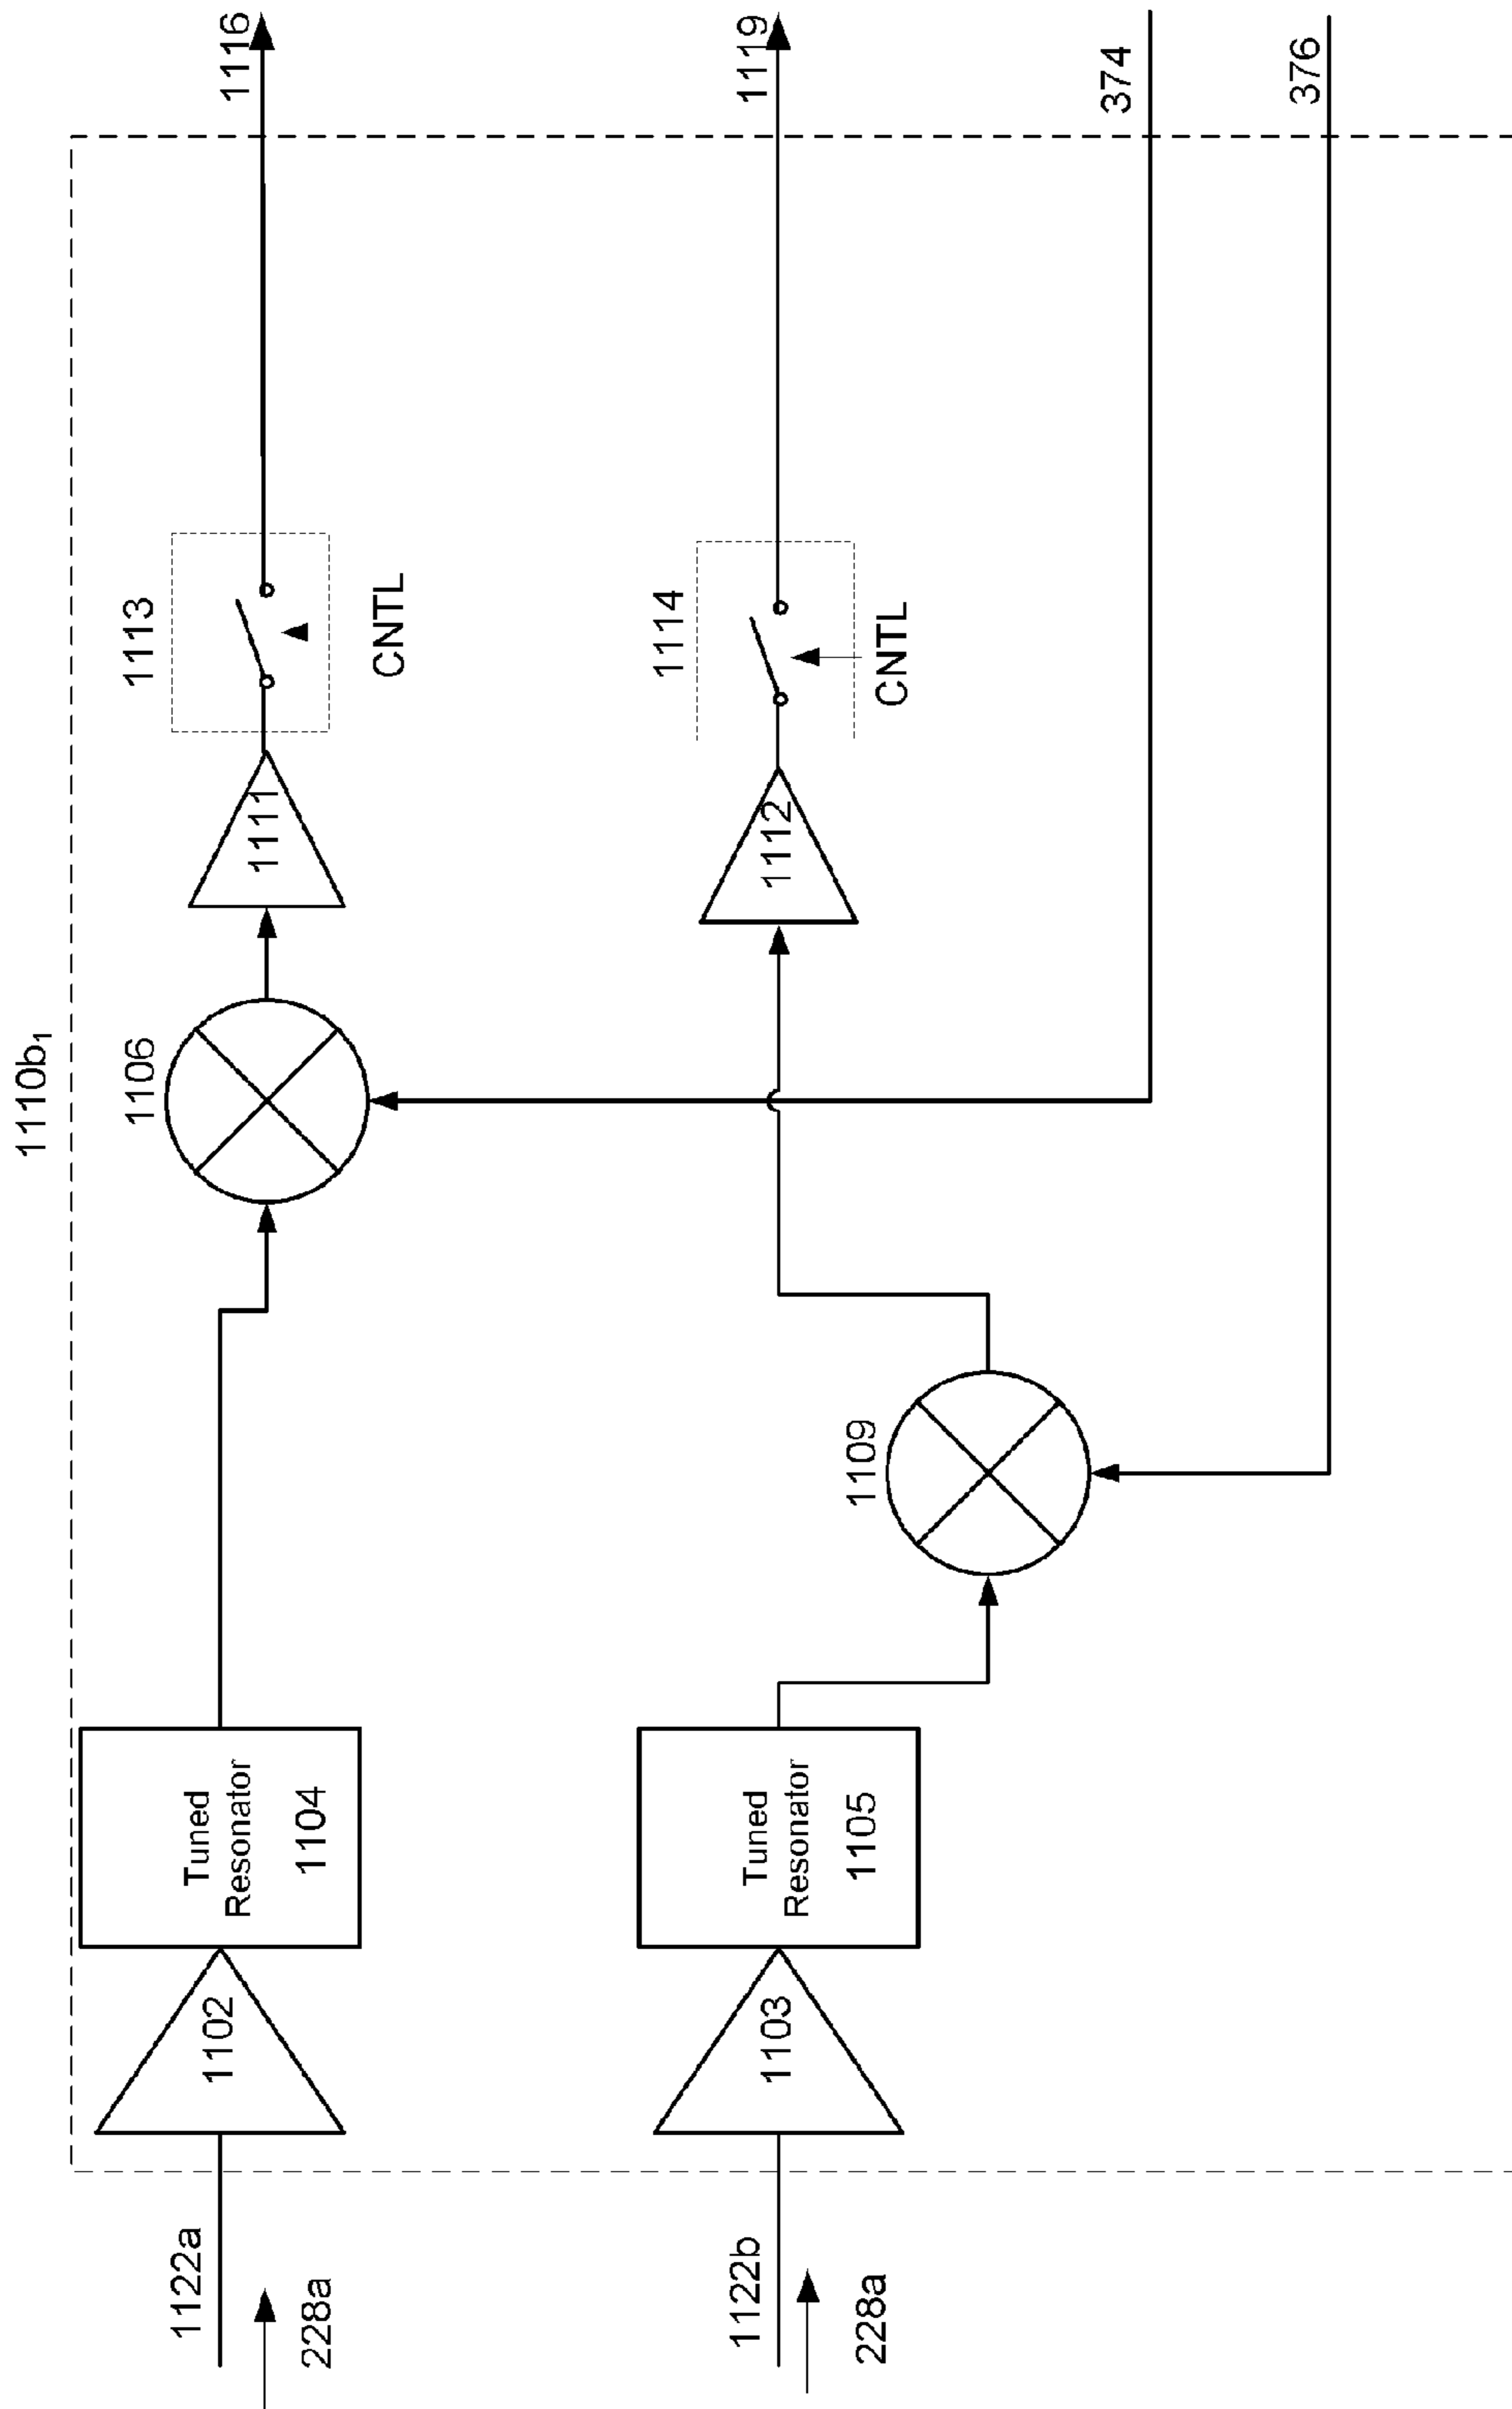 1110b1
1122a
228a
1102
Tuned
Resonator
1104
1106
1111
1113
CNTL
1116
1122b
228a
1103
Tuned
Resonator
1105
1109
1112
1114
CNTL
1119
374
376